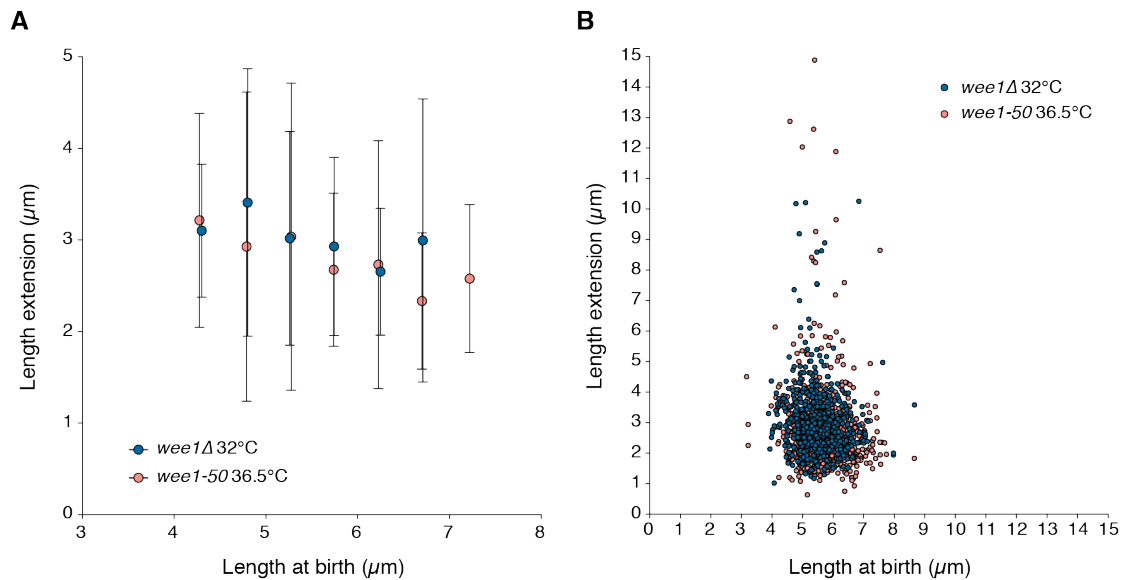 A
5
4
3
2
1
0
3 4 5 6 7 8
Length extension (µm)
Length at birth (µm)
wee1Δ 32°C
wee1-50 36.5°C
B
15
14
13
12
11
10
9
8
7
6
5
4
3
2
1
0
0 1 2 3 4 5 6 7 8 9 10 11 12 13 14 15
Length extension (µm)
Length at birth (µm)
wee1Δ 32°C
wee1-50 36.5°C